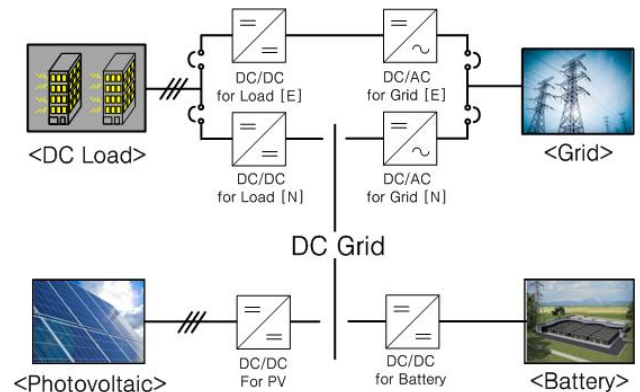 DC/DC
for Load [E]
DC/AC
for Grid [E]
<DC Load>
<Grid>
DC/DC
for Load [N]
DC/AC
for Grid [N]
DC Grid
<Photovoltaic>
DC/DC
For PV
DC/DC
for Battery
<Battery>